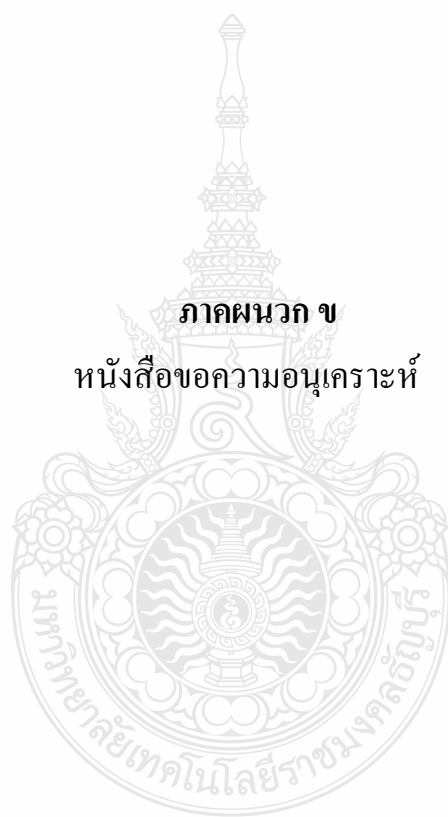 ภาคผนวก ข
หนังสือขอความอนุเคราะห์
มหาวิทยาลัยเทคโนโลยีราชมงคลธัญบุรี